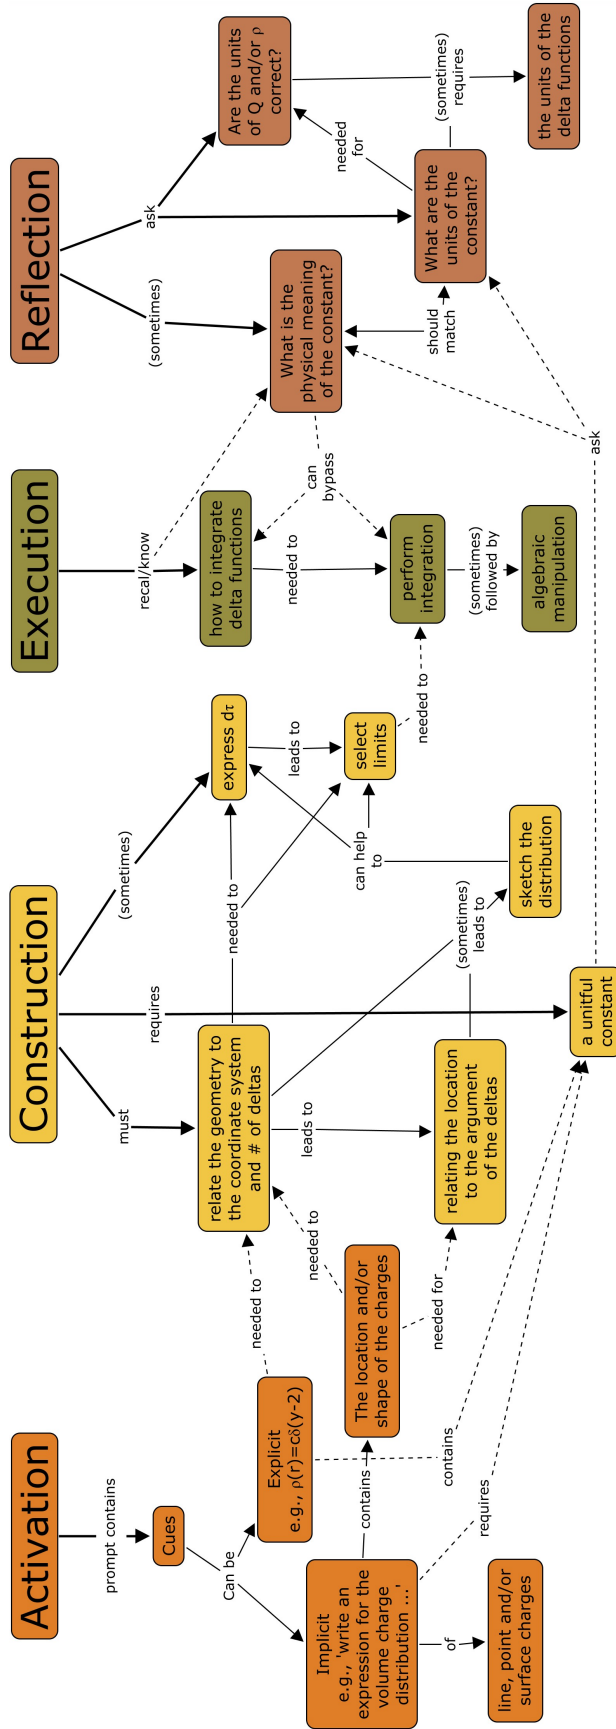 Activation
prompt contains
Cues
Can be
Explicit
e.g., ρ(r)=cδ(y-2)
Implicit
e.g., 'write an
expression for the
volume charge
distribution ...'
of
line, point and/or
surface charges
contains
The location and/or
shape of the charges
needed to
needed to
needed for
contains
requires
Construction
must
requires
(sometimes)
relate the geometry to
the coordinate system
and # of deltas
leads to
relating the location
to the argument
of the deltas
needed to
express dτ
leads to
select
limits
can help
to
(sometimes)
leads to
sketch the
distribution
a unitful
constant
needed to
Execution
recal/know
how to integrate
delta functions
needed to
perform
integration
(sometimes)
followed by
algebraic
manipulation
can
bypass
ask
Reflection
(sometimes)
ask
What is the
physical meaning
of the constant?
Are the units
of Q and/or ρ
correct?
needed
for
should
match
What are the
units of the
constant?
(sometimes)
requires
the units of the
delta functions